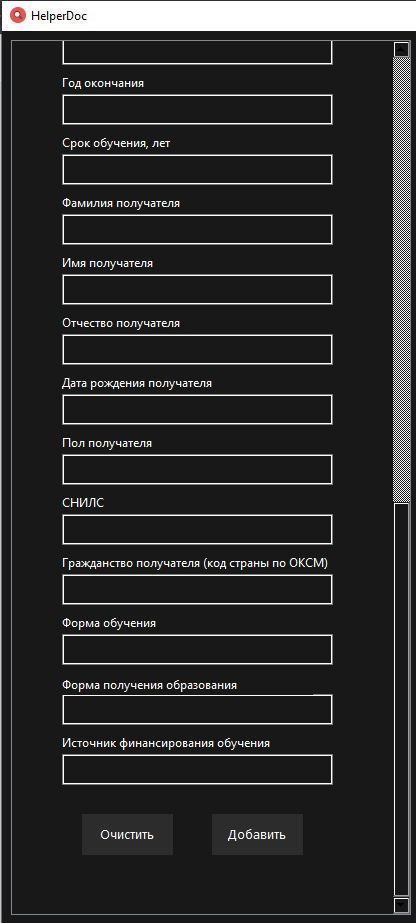 HelperDoc
Год окончания
Срок обучения, лет
Фамилия получателя
Имя получателя
Отчество получателя
Дата рождения получателя
Пол получателя
СНИЛС
Гражданство получателя (код страны по ОКСМ)
Форма обучения
Форма получения образования
Источник финансирования обучения
Очистить Добавить